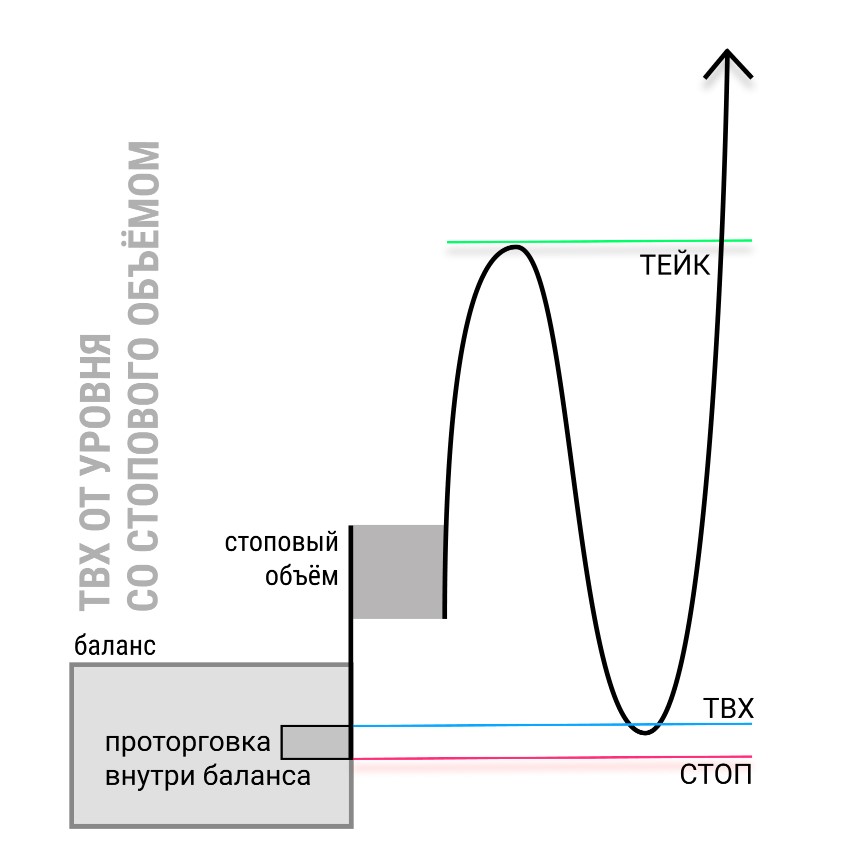 ТВХ ОТ УРОВНЯ
СО СТОПОВОГО ОБЪЁМОМ
ТЕЙК
стоповый
объём
баланс
ТВХ
проторговка
внутри баланса
СТОП